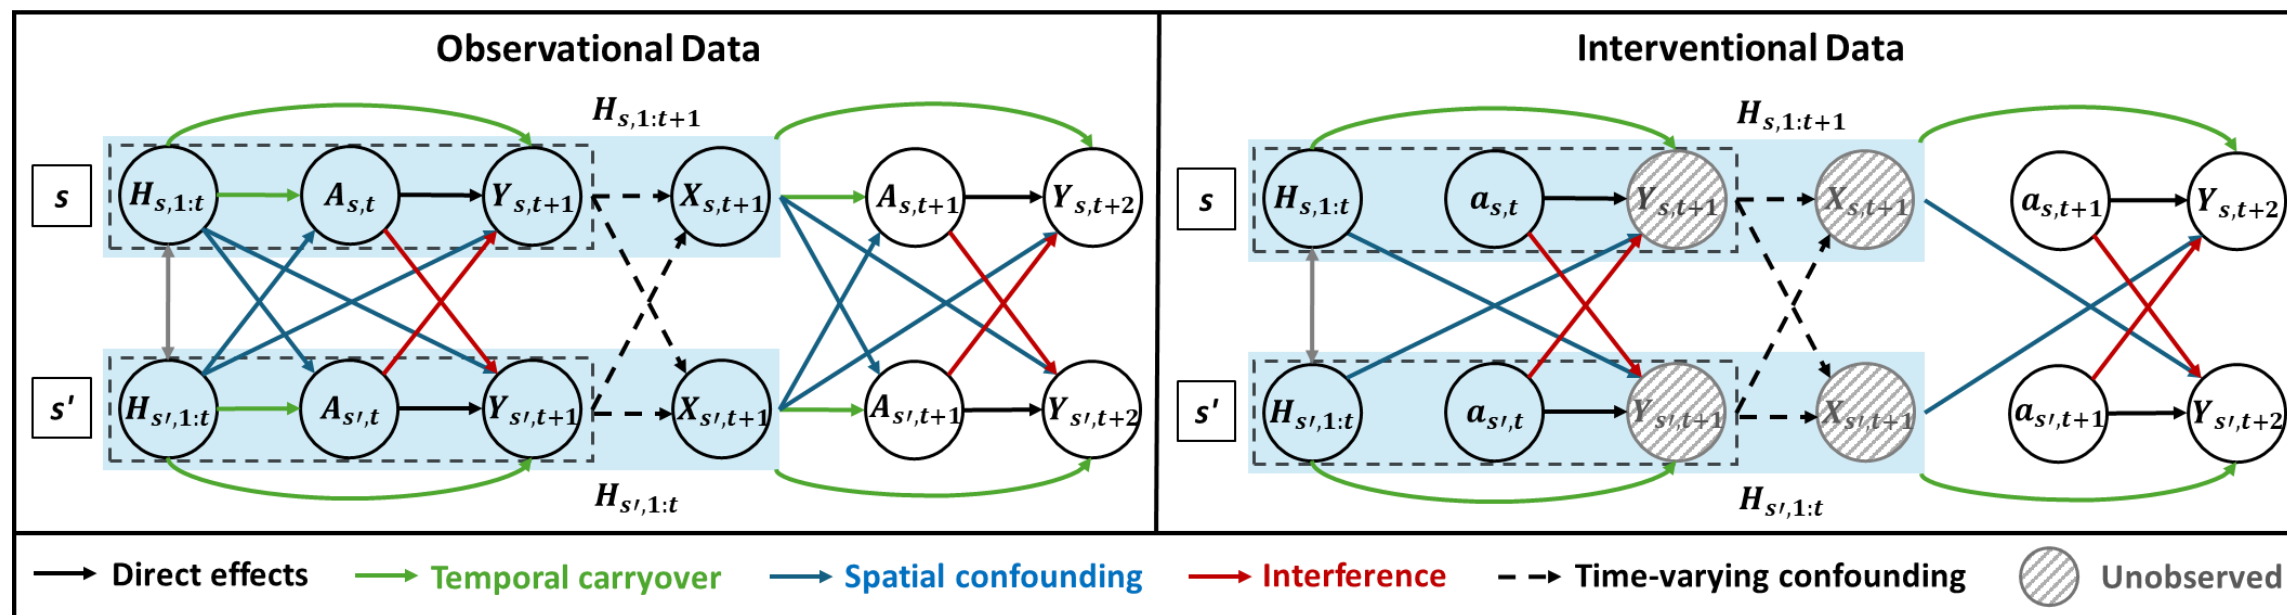 Observational Data
H_{s,1:t+1}
s
H_{s,1:t} A_{s,t} Y_{s,t+1} X_{s,t+1} A_{s,t+1} Y_{s,t+2}
s'
H_{s′,1:t} A_{s′,t} Y_{s′,t+1} X_{s′,t+1} A_{s′,t+1} Y_{s′,t+2}
H_{s′,1:t}
Interventional Data
H_{s,1:t+1}
s
H_{s,1:t} a_{s,t} Y_{s,t+1} X_{s,t+1} a_{s,t+1} Y_{s,t+2}
s'
H_{s′,1:t} a_{s′,t} Y_{s′,t+1} X_{s′,t+1} a_{s′,t+1} Y_{s′,t+2}
H_{s′,1:t}
Direct effects Temporal carryover Spatial confounding Interference Time-varying confounding Unobserved